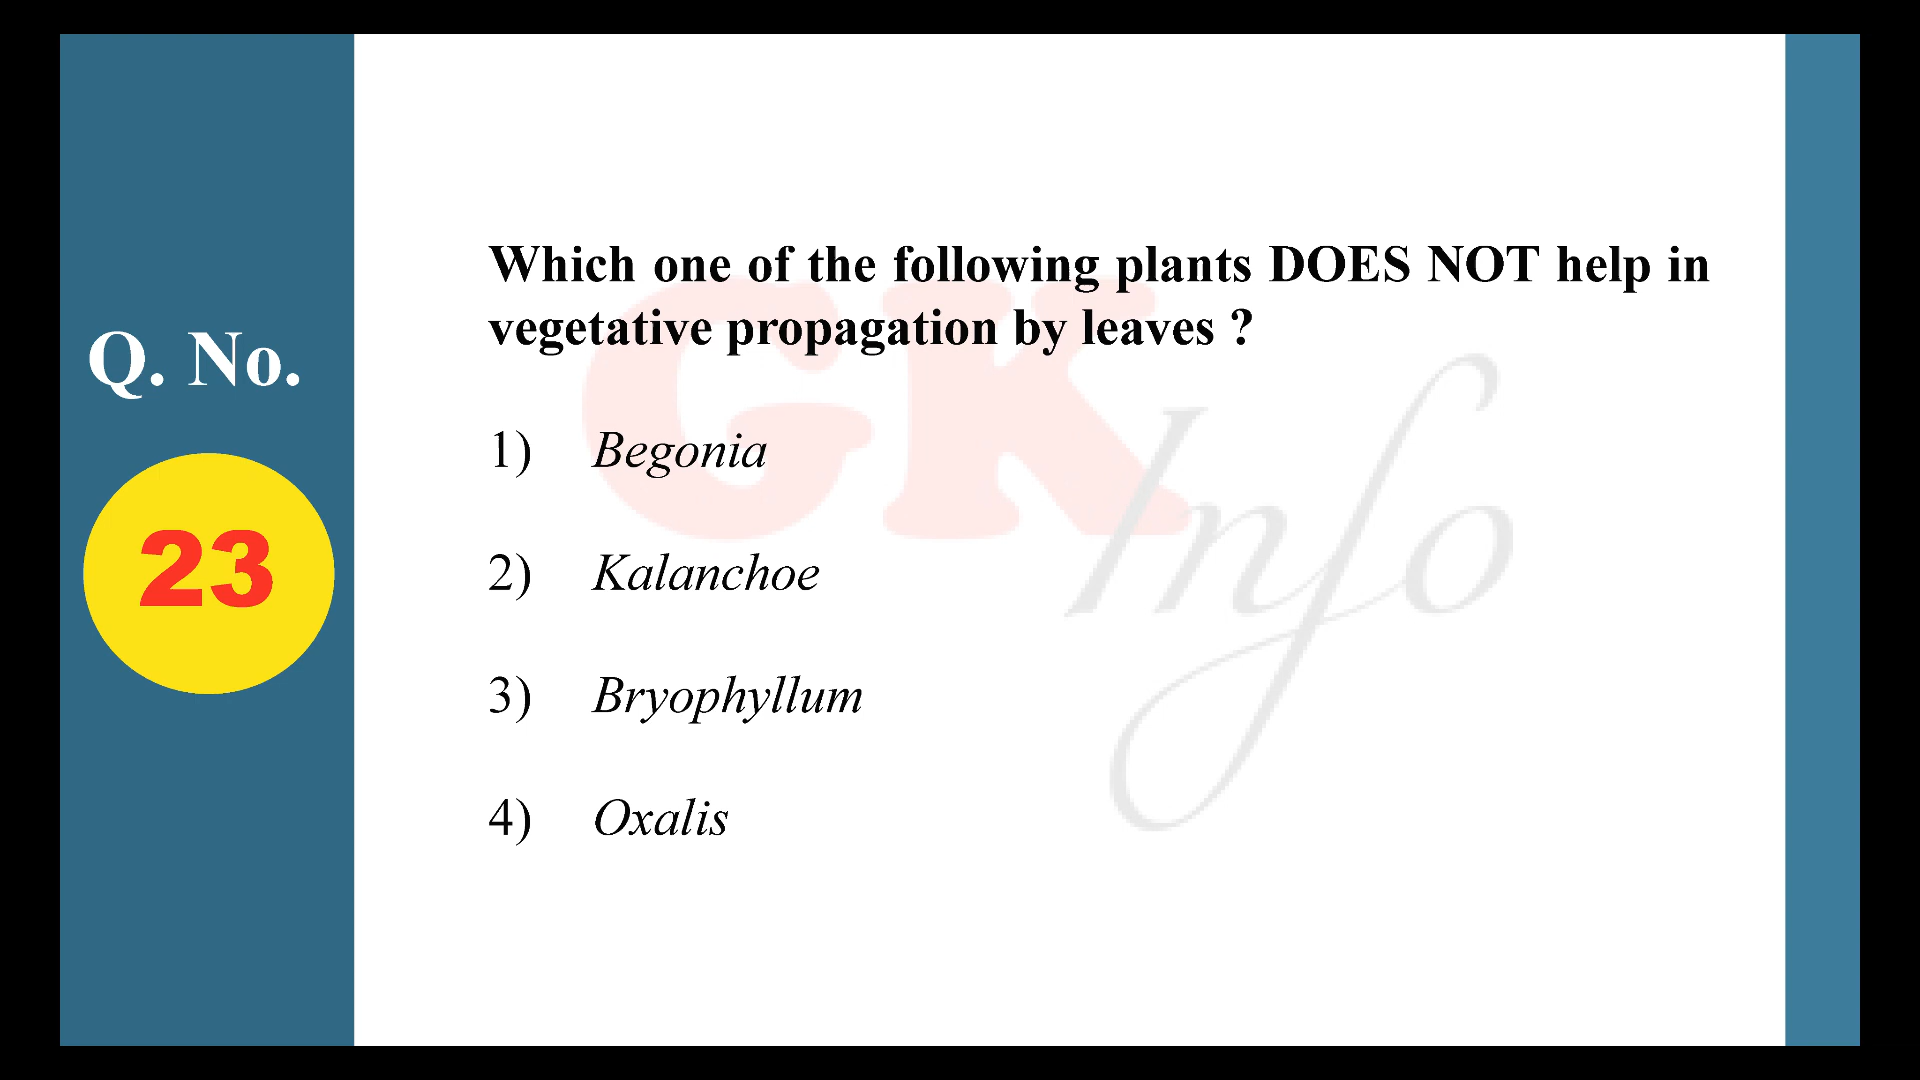 Q. No.
23
Which one of the following plants DOES NOT help in
vegetative propagation by leaves ?
1) Begonia
2) Kalanchoe
3) Bryophyllum
4) Oxalis
GK
Info